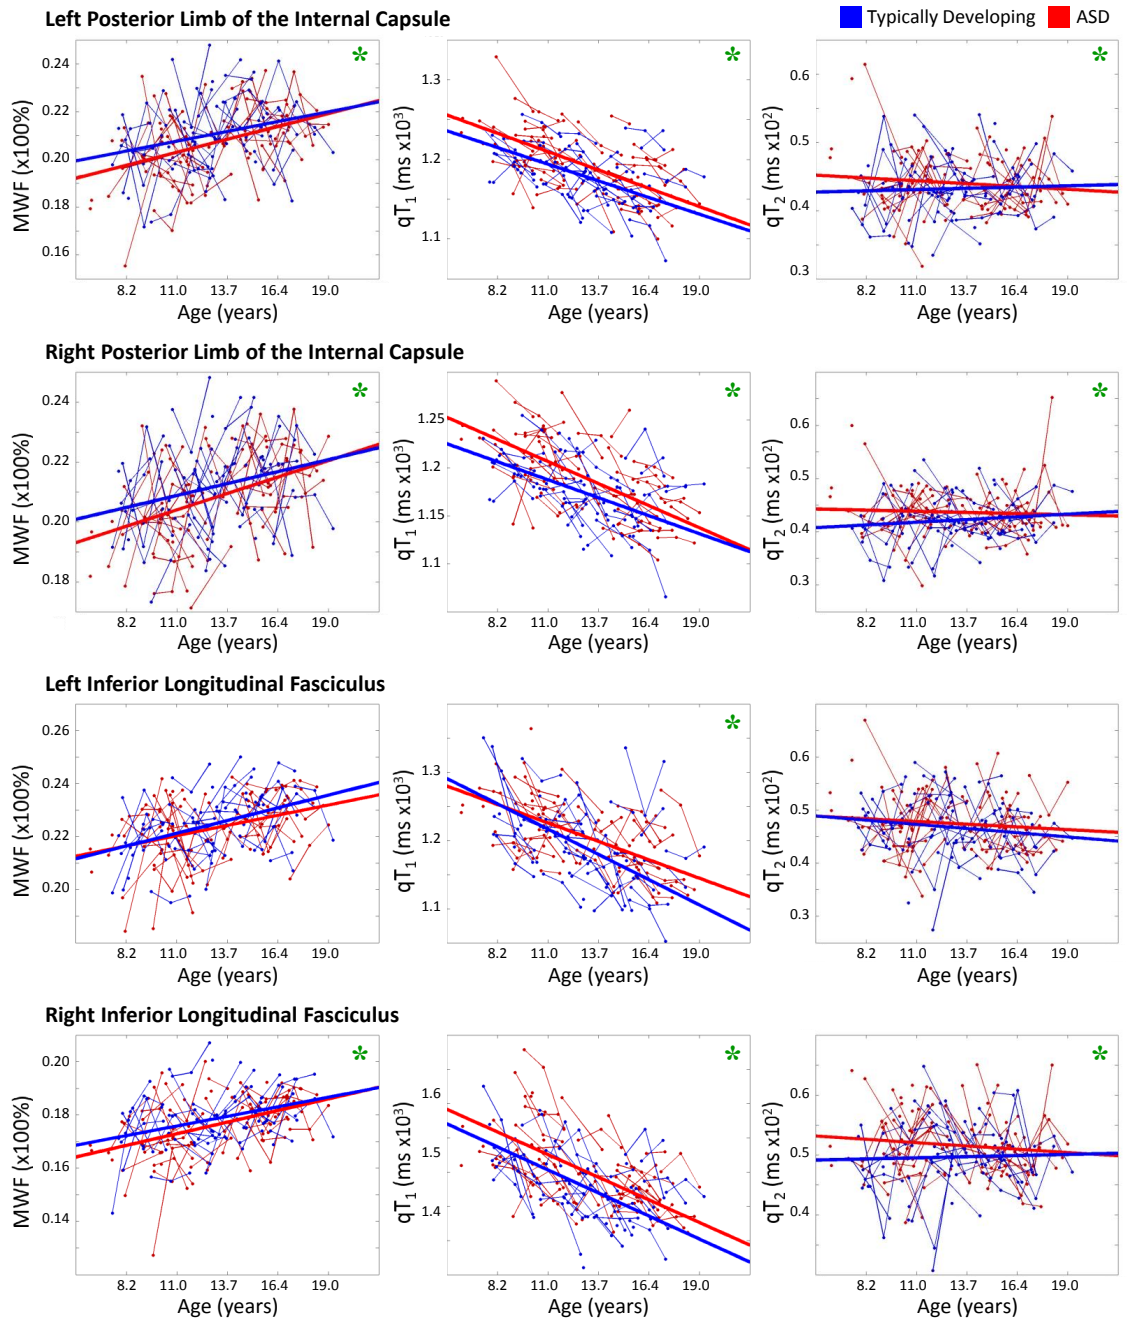 Left Posterior Limb of the Internal Capsule
Typically Developing ASD
MWF (x100%)
0.24
0.22
0.20
0.18
0.16
8.2 11.0 13.7 16.4 19.0
Age (years)
*
qT1 (ms x10³)
1.3
1.2
1.1
8.2 11.0 13.7 16.4 19.0
Age (years)
*
qT2 (ms x10²)
0.6
0.5
0.4
0.3
8.2 11.0 13.7 16.4 19.0
Age (years)
*
Right Posterior Limb of the Internal Capsule
MWF (x100%)
0.24
0.22
0.20
0.18
8.2 11.0 13.7 16.4 19.0
Age (years)
*
qT1 (ms x10³)
1.25
1.2
1.15
1.1
8.2 11.0 13.7 16.4 19.0
Age (years)
*
qT2 (ms x10²)
0.6
0.5
0.4
0.3
8.2 11.0 13.7 16.4 19.0
Age (years)
*
Left Inferior Longitudinal Fasciculus
MWF (x100%)
0.26
0.24
0.22
0.20
8.2 11.0 13.7 16.4 19.0
Age (years)
qT1 (ms x10³)
1.3
1.2
1.1
8.2 11.0 13.7 16.4 19.0
Age (years)
*
qT2 (ms x10²)
0.6
0.5
0.4
0.3
8.2 11.0 13.7 16.4 19.0
Age (years)
Right Inferior Longitudinal Fasciculus
MWF (x100%)
0.20
0.18
0.16
0.14
8.2 11.0 13.7 16.4 19.0
Age (years)
*
qT1 (ms x10³)
1.6
1.5
1.4
8.2 11.0 13.7 16.4 19.0
Age (years)
*
qT2 (ms x10²)
0.6
0.5
0.4
8.2 11.0 13.7 16.4 19.0
Age (years)
*